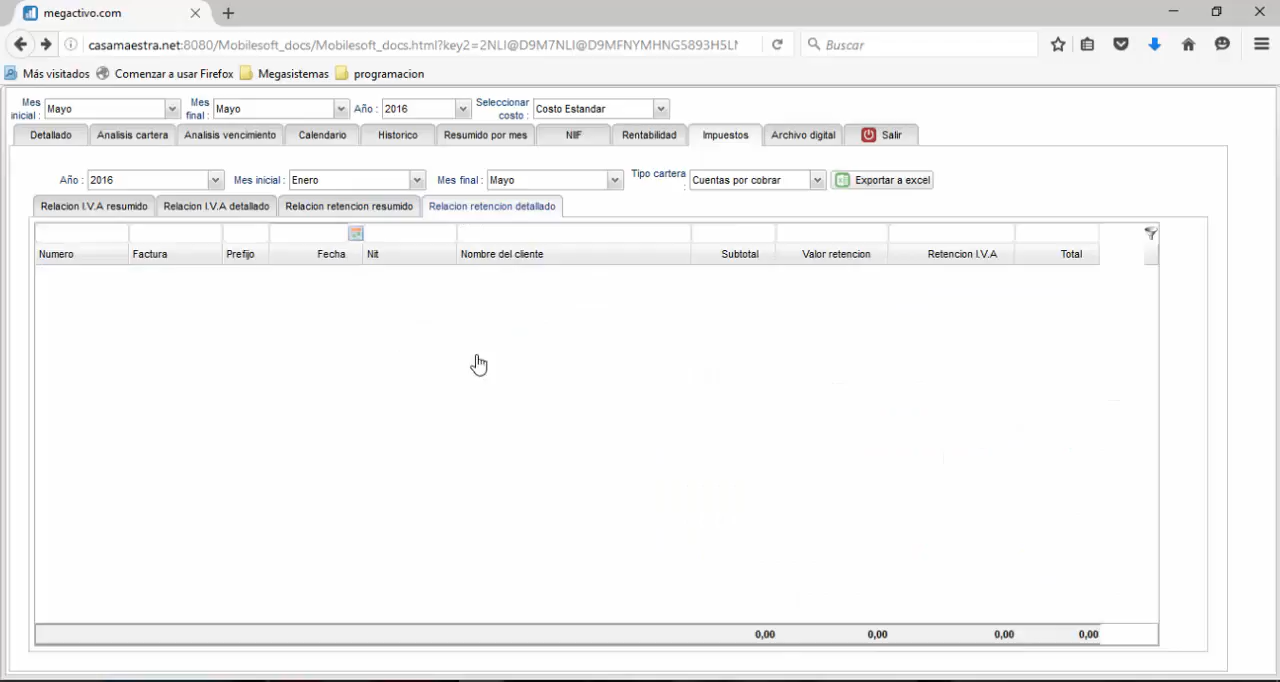 megactivo.com
casamaestra.net:8080/Mobilesoft_docs/Mobilesoft_docs.html?key2=2NLI@D9M7NLI@D9MFNYMHNG5893H5LN
Buscar
Más visitados Comenzar a usar Firefox Megasistemas programacion
Mes inicial : Mayo Mes final : Mayo Año : 2016 Seleccionar costo : Costo Estandar
Detallado Analisis cartera Analisis vencimiento Calendario Historico Resumido por mes NIIF Rentabilidad Impuestos Archivo digital Salir
Año : 2016 Mes inicial : Enero Mes final : Mayo Tipo cartera : Cuentas por cobrar Exportar a excel
Relacion I.V.A resumido Relacion I.V.A detallado Relacion retencion resumido Relacion retencion detallado
Numero Factura Prefijo Fecha Nit Nombre del cliente Subtotal Valor retencion Retencion I.V.A Total
0,00 0,00 0,00 0,00